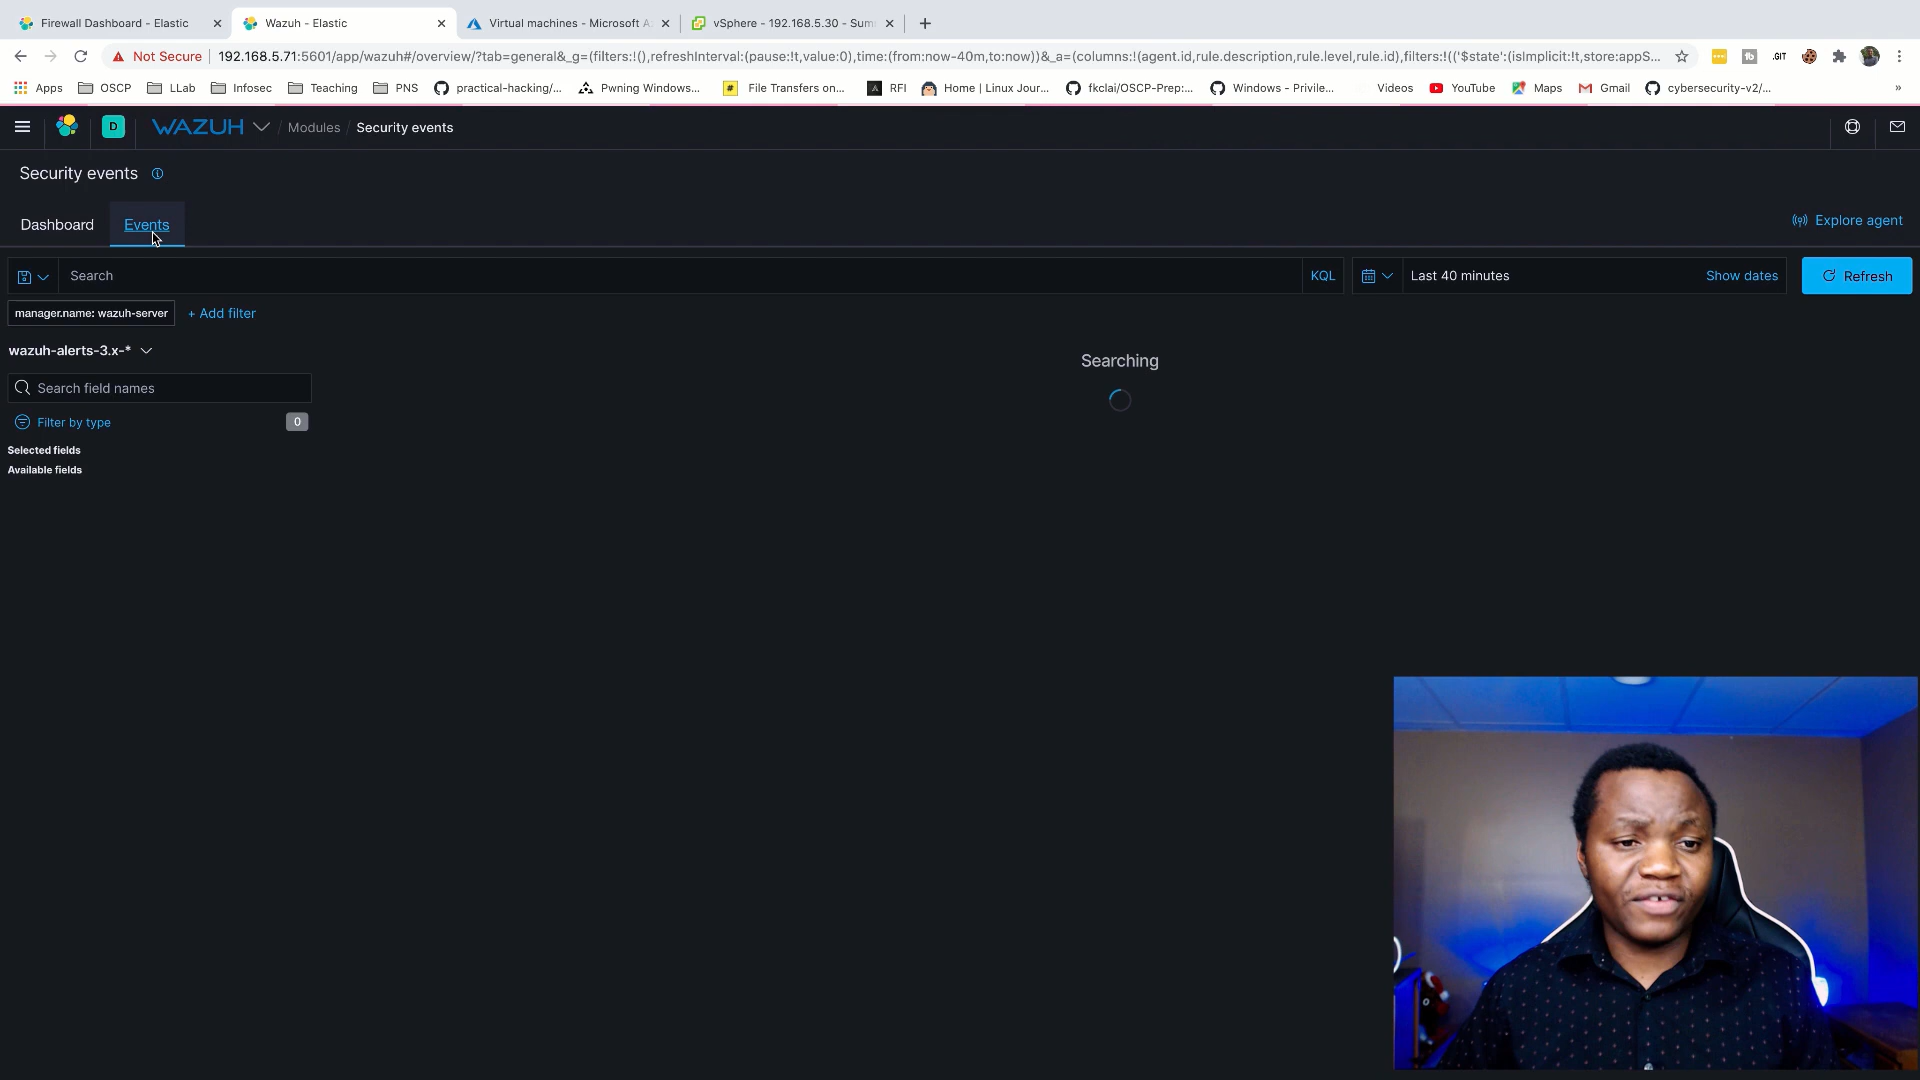 Firewall Dashboard - Elastic
Wazuh - Elastic
Virtual machines - Microsoft A
vSphere - 192.168.5.30 - Sum
Not Secure
192.168.5.71:5601/app/wazuh#/overview/?tab=general&_g=(filters:!(),refreshInterval:(pause:!t,value:0),time:(from:now-40m,to:now))&_a=(columns:!(agent.id,rule.description,rule.level,rule.id),filters:!(('$state':(isImplicit:!t,store:appS...
Apps OSCP LLab Infosec Teaching PNS practical-hacking/... Pwning Windows... File Transfers on... RFI Home | Linux Jour... fkclai/OSCP-Prep:... Windows - Privile... Videos YouTube Maps Gmail cybersecurity-v2/... »
D WAZUH / Modules / Security events
Security events
Dashboard Events Explore agent
Search KQL Last 40 minutes Show dates Refresh
manager.name: wazuh-server + Add filter
wazuh-alerts-3.x-*
Searching
Search field names
Filter by type 0
Selected fields
Available fields